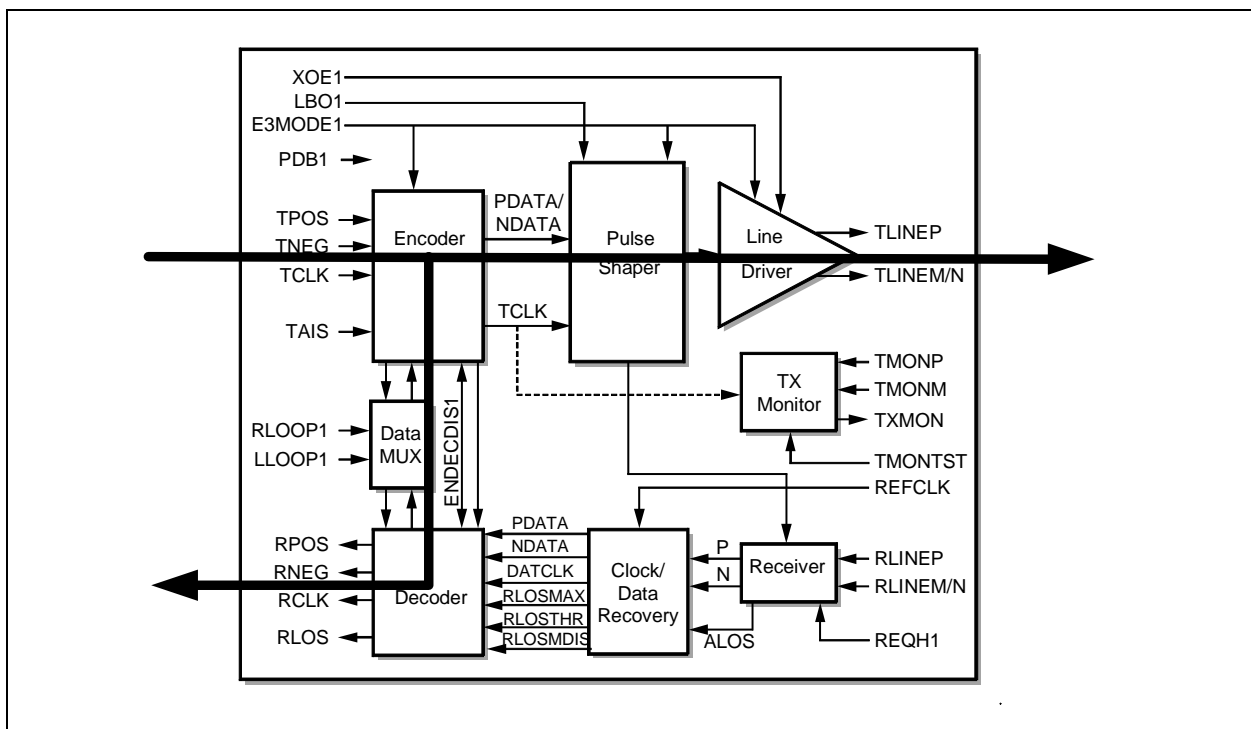 XOE1
LBO1
E3MODE1
PDB1
TPOS
TNEG
TCLK
TAIS
Encoder
PDATA/
NDATA
TCLK
Pulse
Shaper
Line
Driver
TLINEP
TLINEM/N
TX
Monitor
TMONP
TMONM
TXMON
TMONTST
REFCLK
RLOOP1
LLOOP1
Data
MUX
ENDECDIS1
RPOS
RNEG
RCLK
RLOS
Decoder
PDATA
NDATA
DATCLK
RLOSMAX
RLOSTHR
RLOSMDIS
Clock/
Data
Recovery
P
N
ALOS
Receiver
RLINEP
RLINEM/N
REQH1